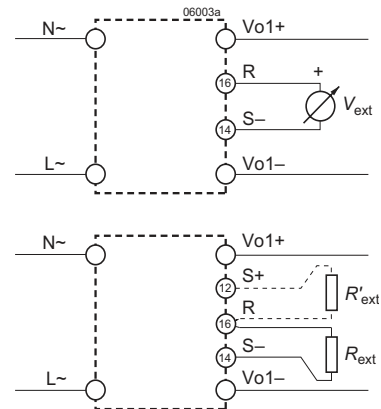 06003a
N~ Vo1+
16 R +
Vext
14 S–
L~ Vo1–
N~ Vo1+
12 S+
R'ext
16 R
14 S– Rext
L~ Vo1–